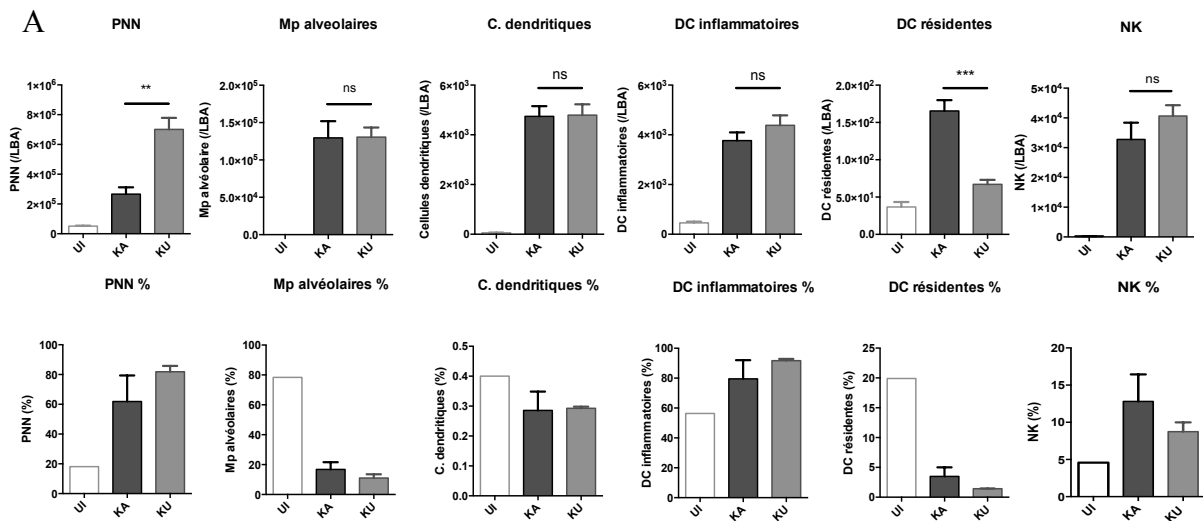 A
PNN
Mp alveolaires
C. dendritiques
DC inflammatoires
DC résidentes
NK
PNN (/LBA)
1×10⁶
8×10⁵
6×10⁵
4×10⁵
2×10⁵
0
**
UI
KA
KU
Mp alvéolaire (/LBA)
2.0×10⁵
1.5×10⁵
1.0×10⁵
5.0×10⁴
0.0
ns
UI
KA
KU
Cellules dendritiques (/LBA)
6×10³
4×10³
2×10³
0
ns
UI
KA
KU
DC inflammatoires (/LBA)
6×10³
4×10³
2×10³
0
ns
UI
KA
KU
DC résidentes (/LBA)
2.0×10²
1.5×10²
1.0×10²
5.0×10¹
0.0
***
UI
KA
KU
NK (/LBA)
5×10⁴
4×10⁴
3×10⁴
2×10⁴
1×10⁴
0
ns
UI
KA
KU
PNN %
Mp alvéolaires %
C. dendritiques %
DC inflammatoires %
DC résidentes %
NK %
PNN (%)
100
80
60
40
20
0
UI
KA
KU
Mp alvéolaires (%)
100
80
60
40
20
0
UI
KA
KU
C. dendritiques (%)
0.5
0.4
0.3
0.2
0.1
0.0
UI
KA
KU
DC inflammatoires (%)
100
80
60
40
20
0
UI
KA
KU
DC résidentes (%)
25
20
15
10
5
0
UI
KA
KU
NK (%)
20
15
10
5
0
UI
KA
KU